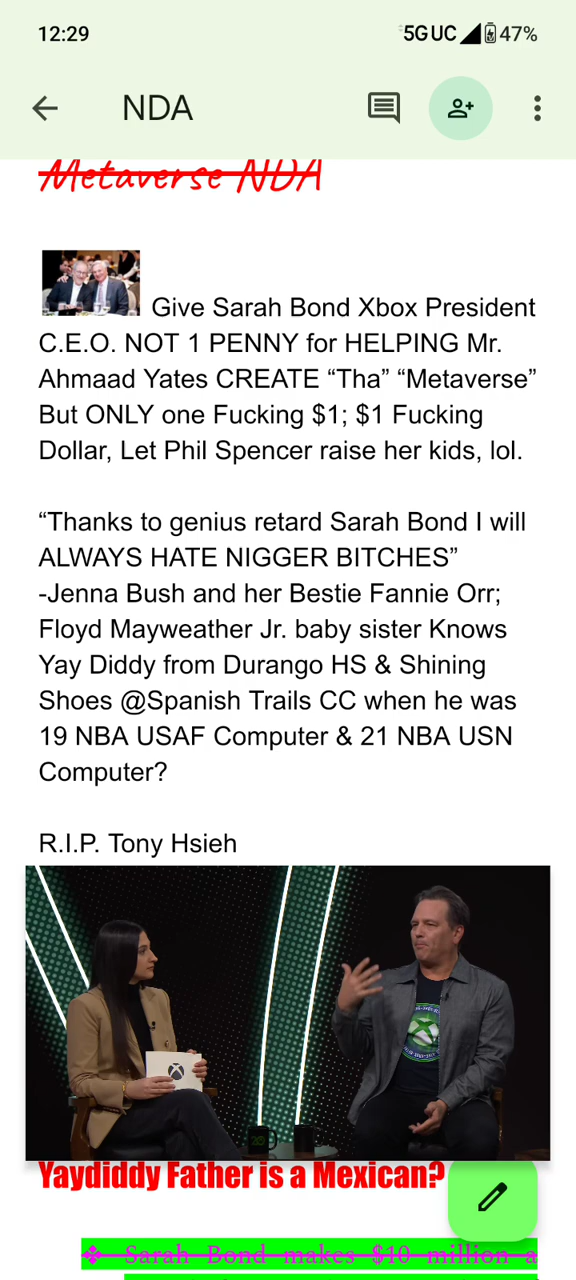 12:29
5G UC 47%
NDA
Metaverse NDA
Give Sarah Bond Xbox President
C.E.O. NOT 1 PENNY for HELPING Mr.
Ahmaad Yates CREATE “Tha” “Metaverse”
But ONLY one Fucking $1; $1 Fucking
Dollar, Let Phil Spencer raise her kids, lol.
“Thanks to genius retard Sarah Bond I will
ALWAYS HATE NIGGER BITCHES”
-Jenna Bush and her Bestie Fannie Orr;
Floyd Mayweather Jr. baby sister Knows
Yay Diddy from Durango HS & Shining
Shoes @Spanish Trails CC when he was
19 NBA USAF Computer & 21 NBA USN
Computer?
R.I.P. Tony Hsieh
Yaydiddy Father is a Mexican?
❖ Sarah Bond makes $10 million a